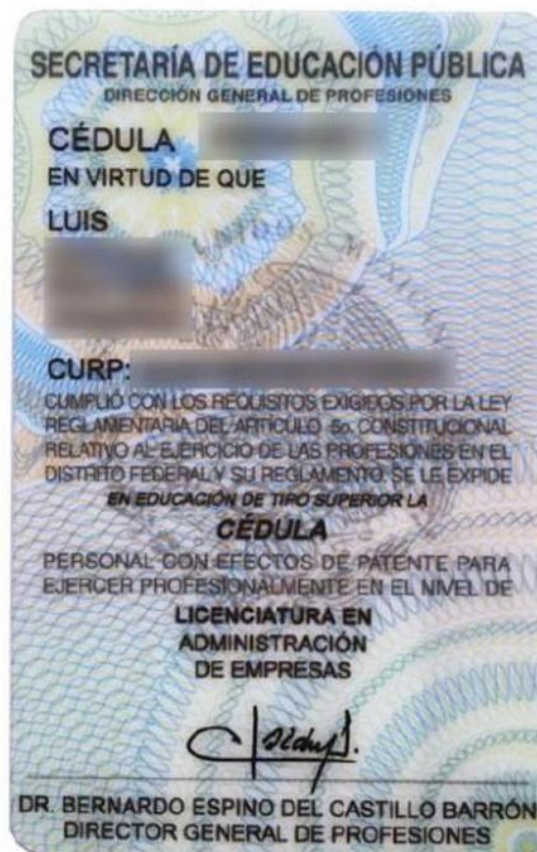 SECRETARÍA DE EDUCACIÓN PÚBLICA
DIRECCIÓN GENERAL DE PROFESIONES
CÉDULA
EN VIRTUD DE QUE
LUIS
UNIDOS MEXICANOS
CURP:
CUMPLIÓ CON LOS REQUISITOS EXIGIDOS POR LA LEY
REGLAMENTARIA DEL ARTÍCULO 5o. CONSTITUCIONAL
RELATIVO AL EJERCICIO DE LAS PROFESIONES EN EL
DISTRITO FEDERAL Y SU REGLAMENTO. SE LE EXPIDE
EN EDUCACIÓN DE TIPO SUPERIOR LA
CÉDULA
PERSONAL CON EFECTOS DE PATENTE PARA
EJERCER PROFESIONALMENTE EN EL NIVEL DE
LICENCIATURA EN
ADMINISTRACIÓN
DE EMPRESAS
DR. BERNARDO ESPINO DEL CASTILLO BARRÓN
DIRECTOR GENERAL DE PROFESIONES